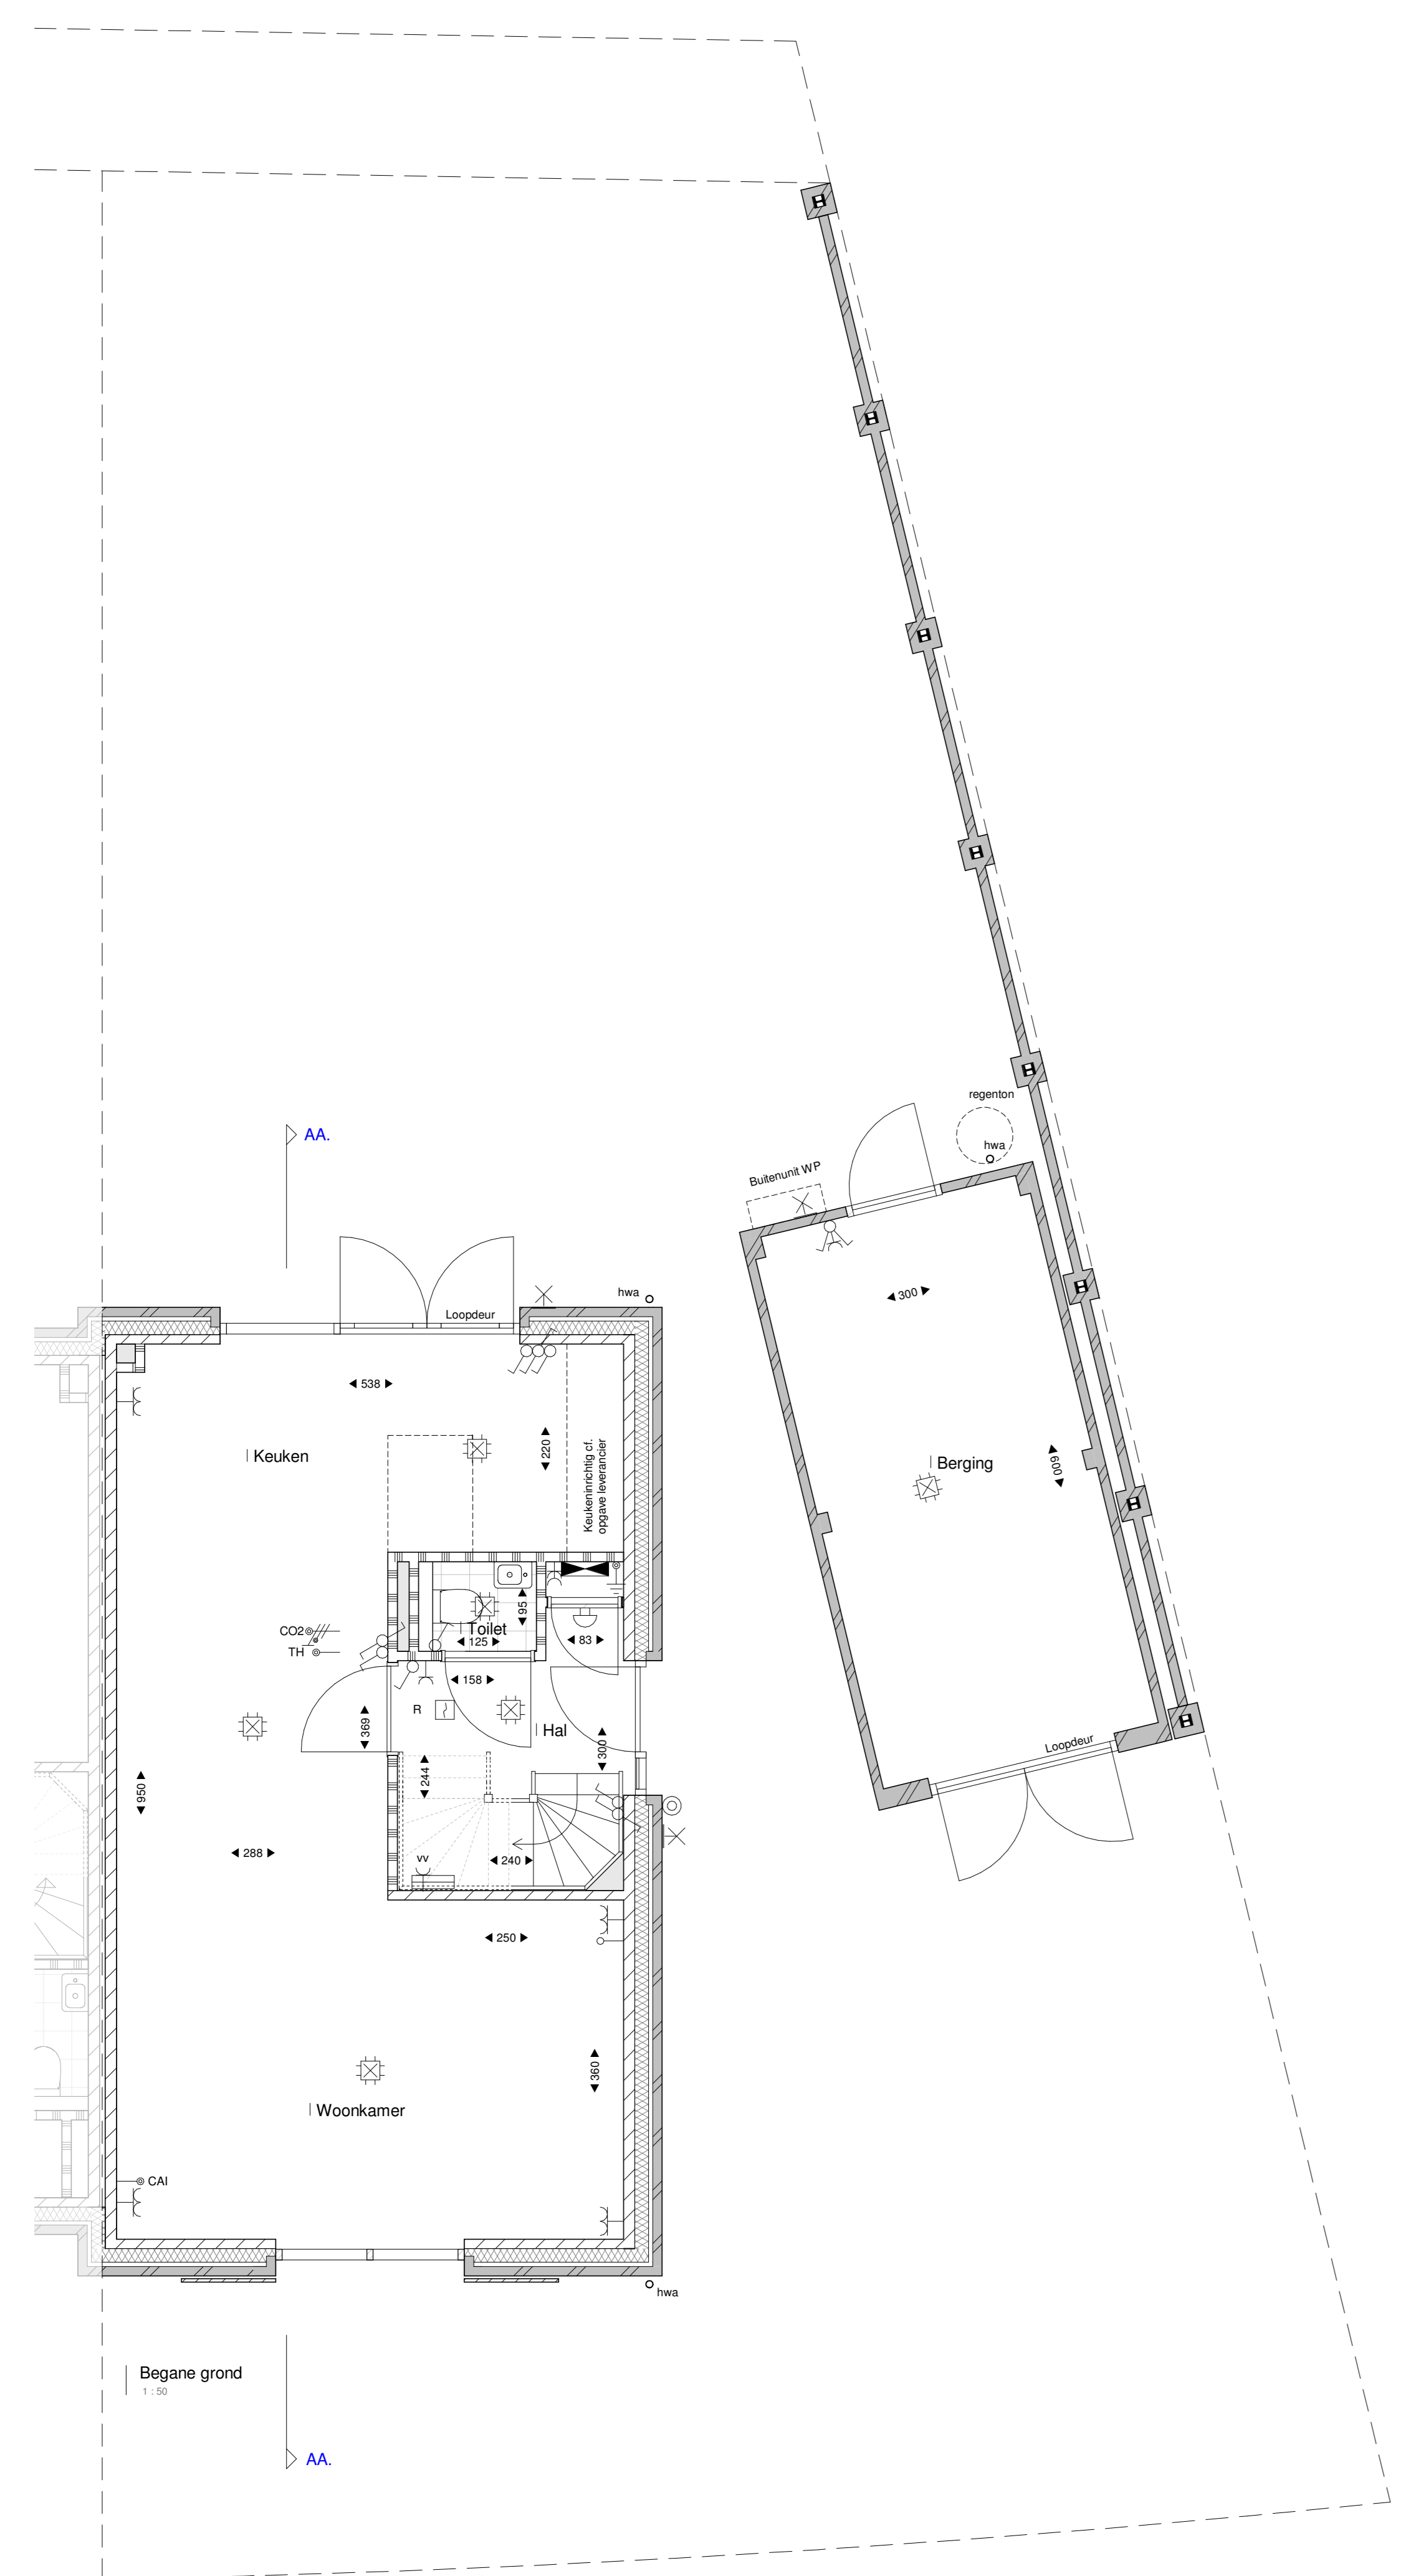 regenton
hwa
AA.
Buitenunit WP
hwa
Loopdeur
300
538
220
Keuken
Keukeninrichtig cf.
opgave leverancier
Berging
600
95
Toilet
CO2
125
83
TH
158
R
369
Hal
300
Loopdeur
244
950
288
vv
240
250
360
Woonkamer
CAI
hwa
Begane grond
1 : 50
AA.